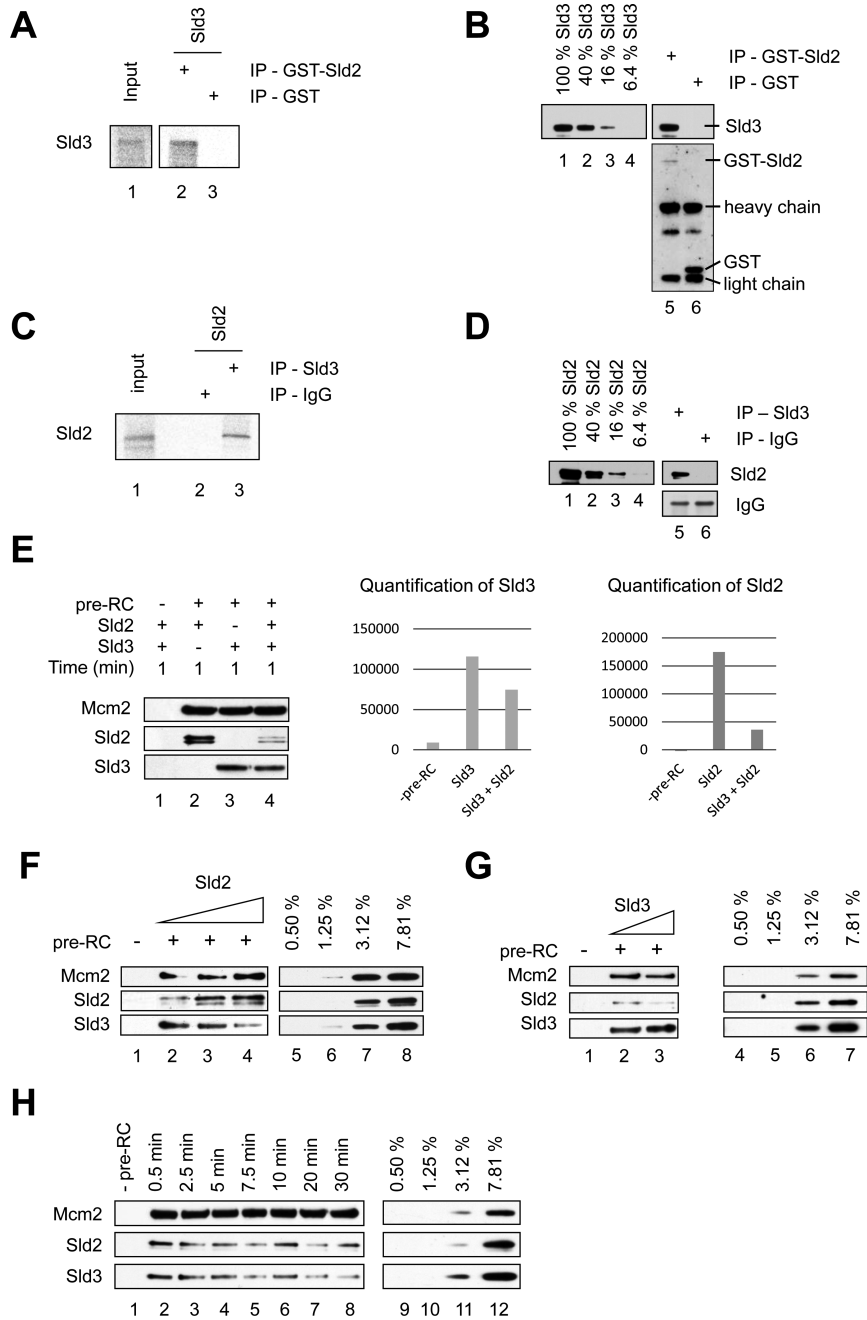 A
Sld3
Input
+ IP - GST-Sld2
+ IP - GST
Sld3
1 2 3
B
100 % Sld3
40 % Sld3
16 % Sld3
6.4 % Sld3
+ IP - GST-Sld2
+ IP - GST
Sld3
1 2 3 4
GST-Sld2
heavy chain
GST
light chain
5 6
C
Sld2
input
+ IP - Sld3
+ IP - IgG
Sld2
1 2 3
D
100 % Sld2
40 % Sld2
16 % Sld2
6.4 % Sld2
+ IP – Sld3
+ IP - IgG
Sld2
1 2 3 4
IgG
5 6
E
pre-RC - + + +
Sld2 + + - +
Sld3 + - + +
Time (min) 1 1 1 1
Mcm2
Sld2
Sld3
1 2 3 4
Quantification of Sld3
150000
100000
50000
0
-pre-RC
Sld3
Sld3 + Sld2
Quantification of Sld2
200000
150000
100000
50000
0
-pre-RC
Sld2
Sld3 + Sld2
F
Sld2
0.50 %
1.25 %
3.12 %
7.81 %
pre-RC - + + +
Mcm2
Sld2
Sld3
1 2 3 4 5 6 7 8
G
Sld3
0.50 %
1.25 %
3.12 %
7.81 %
pre-RC - + +
Mcm2
Sld2
Sld3
1 2 3 4 5 6 7
H
- pre-RC
0.5 min
2.5 min
5 min
7.5 min
10 min
20 min
30 min
0.50 %
1.25 %
3.12 %
7.81 %
Mcm2
Sld2
Sld3
1 2 3 4 5 6 7 8 9 10 11 12